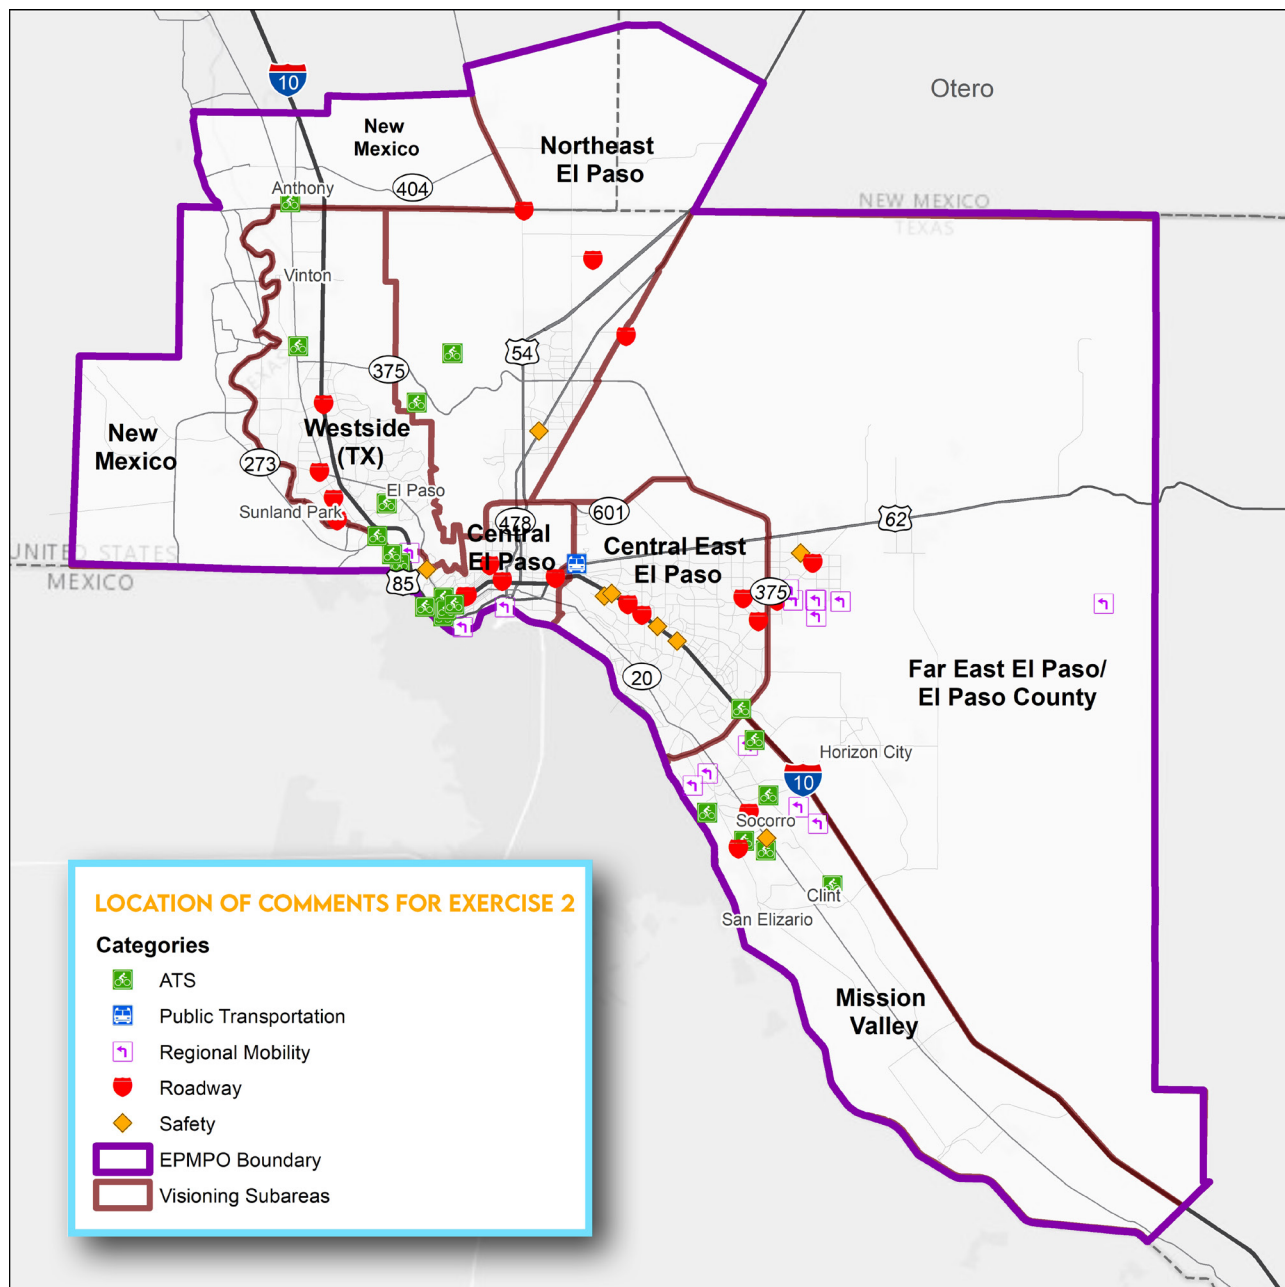 10
Otero
New
Mexico
Northeast
El Paso
Anthony
404
NEW MEXICO
TEXAS
Vinton
54
375
TEXAS
New
Mexico
Westside
(TX)
273
El Paso
Sunland Park
478
601
62
Central
El Paso
Central East
El Paso
UNITED STATES
MEXICO
85
375
20
Far East El Paso/
El Paso County
Horizon City
10
Socorro
Clint
San Elizario
Mission
Valley
LOCATION OF COMMENTS FOR EXERCISE 2
Categories
ATS
Public Transportation
Regional Mobility
Roadway
Safety
EPMPO Boundary
Visioning Subareas